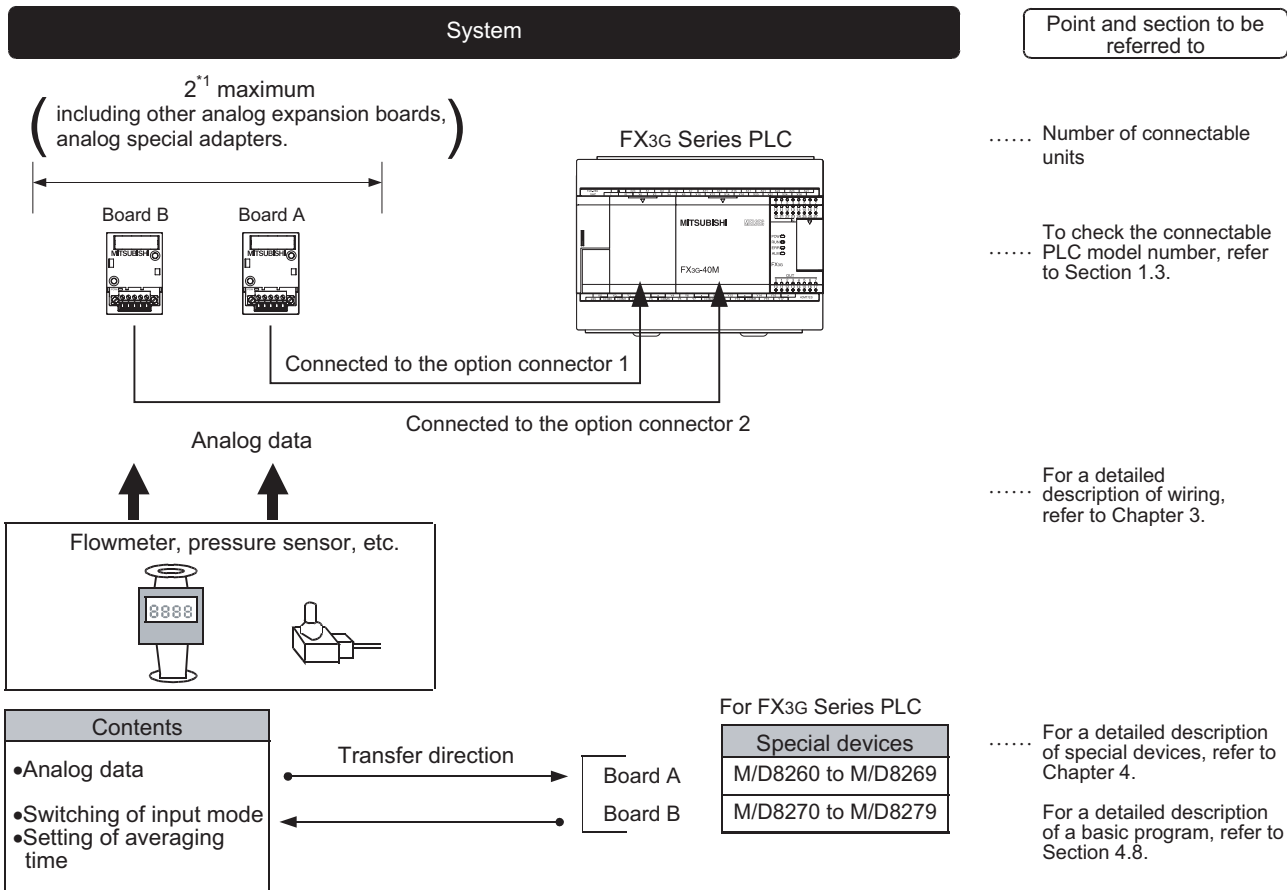 System
Point and section to be
referred to
2*1 maximum
(including other analog expansion boards,
analog special adapters.)
FX3G Series PLC
...... Number of connectable
units
Board B
Board A
MITSUBISHI
MITSUBISHI
MITSUBISHI
FX3G-40M
OUT
...... To check the connectable
PLC model number, refer
to Section 1.3.
Connected to the option connector 1
Connected to the option connector 2
Analog data
...... For a detailed
description of wiring,
refer to Chapter 3.
Flowmeter, pressure sensor, etc.
8888
For FX3G Series PLC
Contents
Special devices
•Analog data
Transfer direction
Board A
M/D8260 to M/D8269
•Switching of input mode
•Setting of averaging
time
Board B
M/D8270 to M/D8279
...... For a detailed description
of special devices, refer to
Chapter 4.
For a detailed description
of a basic program, refer to
Section 4.8.